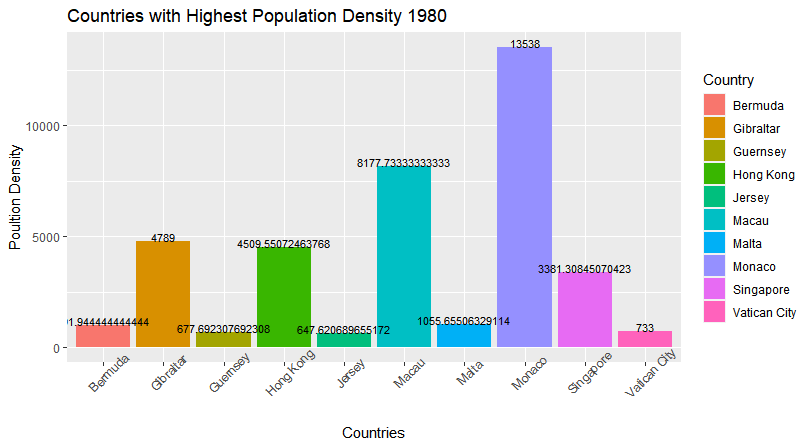 Countries with Highest Population Density 1980
Poultion Density
10000
5000
0
1.944444444444
4789
677.692307692308
4509.55072463768
647.620689655172
8177.73333333333
1055.65506329114
13538
3381.30845070423
733
Bermuda
Gibraltar
Guernsey
Hong Kong
Jersey
Macau
Malta
Monaco
Singapore
Vatican City
Countries
Country
Bermuda
Gibraltar
Guernsey
Hong Kong
Jersey
Macau
Malta
Monaco
Singapore
Vatican City